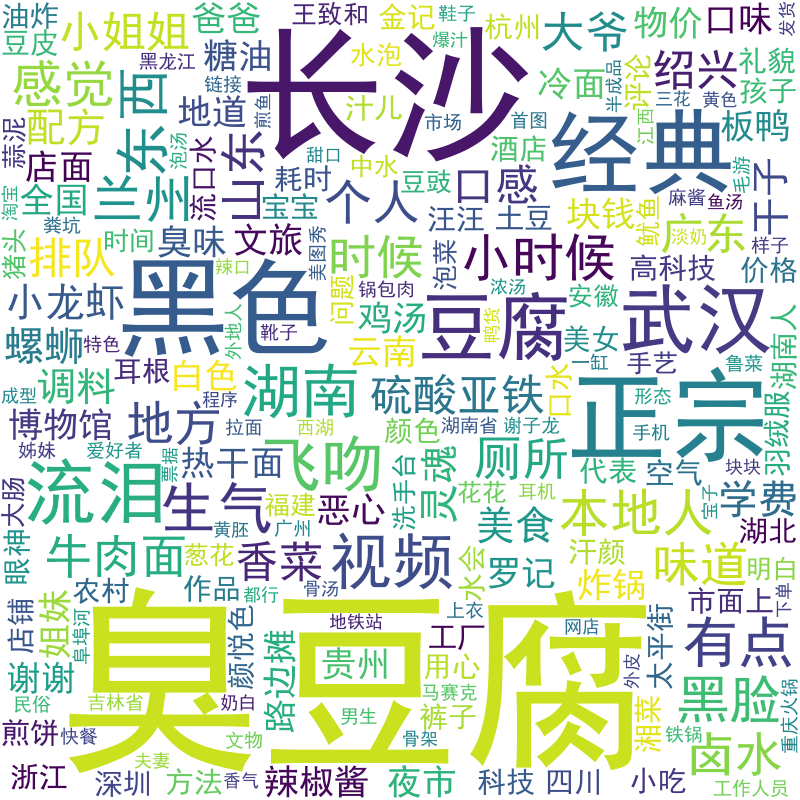 油炸
小姐姐
爸爸
王致和
金记
鞋子
杭州
大爷
物价
口味
发货
豆皮
黑龙江
糖油
长沙
水泡
爆汁
冷面
半成品
评论
绍兴
礼貌
感觉
西
链接
煎鱼
汁儿
孩子
配方
地道
市场
首图
经典
三花
黄色
江西
板鸭
蒜泥
店面
东东
泡汤
山东
甜口
中水
酒店
全国
兰州
流口水
耗时
个人
豆豉
口感
块钱
麻酱
鱼汤
毛游
干子
淘宝
粪坑
宝宝
汪汪
土豆
鱿鱼
广东
淡奶
样子
猪头
排队
时间
臭味
文旅
美图秀
时候
泡菜
小时候
高科技
价格
辣口
黑色
锅包肉
浓汤
安徽
小龙虾
外地人
问题
鸡汤
豆腐
武汉
湖南人
螺蛳
特色
靴子
云南
鸭货
美女
一缸
手艺
鲁菜
成型
调料
耳根
白色
程序
湖南
硫酸亚铁
口水
正宗
形态
羽绒服
博物馆
地方
拉面
西湖
颜色
湖南省
谢子龙
手机
姊妹
爱好者
票据
热干面
飞吻
洗手台
灵魂
厕所
代表
空气
块块
流泪
生气
福建
恶心
花花
耳机
宝子
学费
大肠
黄胚
广州
美食
本地人
湖北
眼神
牛肉面
葱花
香菜
视频
水会
罗记
汗颜
炸锅
味道
明白
农村
作品
骨汤
都行
下单
店铺
姐妹
阜埠河
臭豆腐
颜悦色
地铁站
上衣
工厂
网店
市面上
太平街
有点
谢谢
路边摊
贵州
用心
外皮
民俗
吉林省
奶白
马赛克
裤子
湘菜
黑脸
重庆火锅
煎饼
快餐
男生
文物
骨架
铁锅
卤水
夫妻
浙江
深圳
方法
香气
辣椒酱
夜市
科技
四川
小吃
工作人员